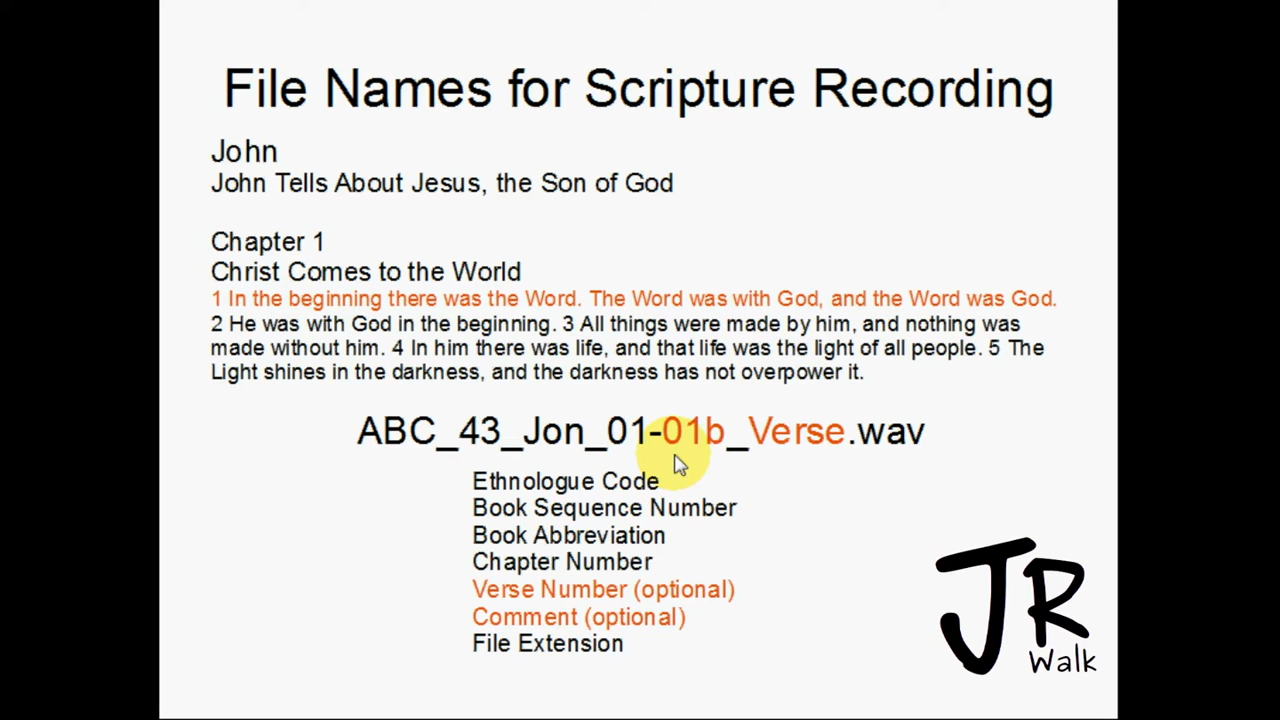 File Names for Scripture Recording
John
John Tells About Jesus, the Son of God
Chapter 1
Christ Comes to the World
1 In the beginning there was the Word. The Word was with God, and the Word was God.
2 He was with God in the beginning. 3 All things were made by him, and nothing was
made without him. 4 In him there was life, and that life was the light of all people. 5 The
Light shines in the darkness, and the darkness has not overpower it.
ABC_43_Jon_01-01b_Verse.wav
Ethnologue Code
Book Sequence Number
Book Abbreviation
Chapter Number
Verse Number (optional)
Comment (optional)
File Extension
JR
Walk